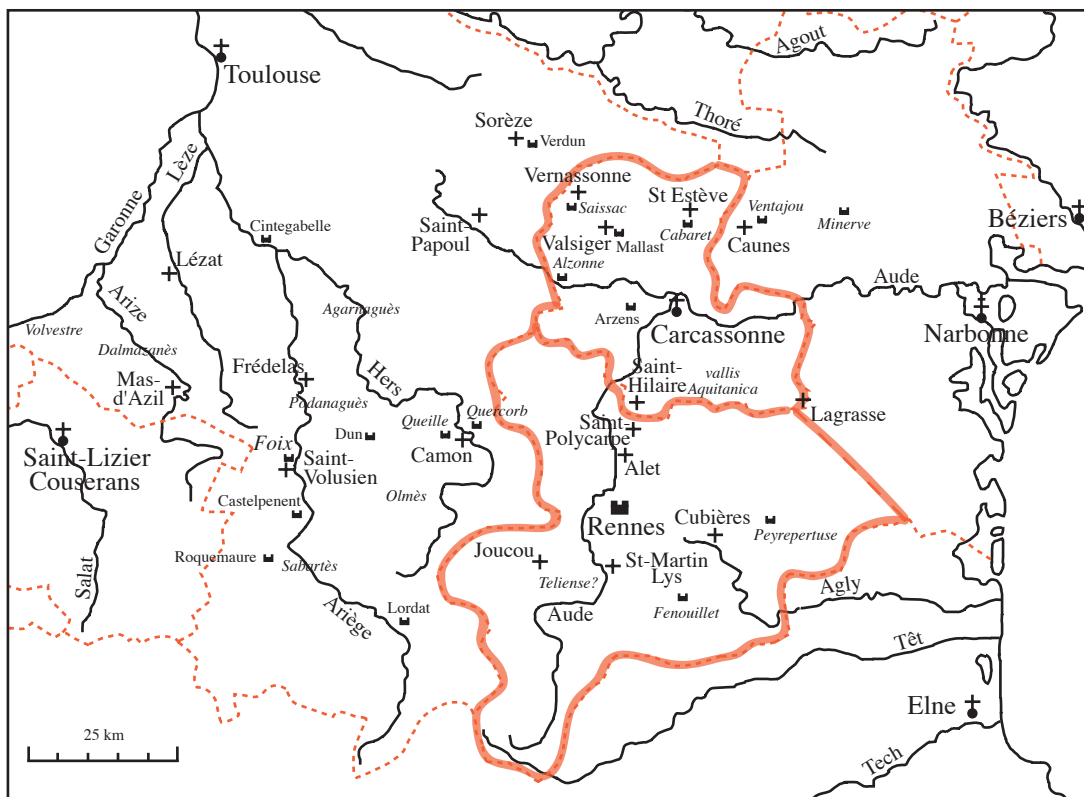 Agout
Toulouse
Thoré
Sorèze
Verdun
Lèze
Vernassonne
Garonne
Saissac
St Estève
Ventajou
Minerve
Béziers
Saint-
Papoul
Cintegabelle
Valsiger
Mallast
Cabaret
Caunes
Lézat
Alzonne
Aude
Arize
Agarnaguès
Arzens
Carcassonne
Narbonne
Volvestre
Dalmazanès
Frédelas
Hers
Saint-
Hilaire
vallis
Aquitanica
Mas-
d'Azil
Podanaguès
Queille
Quercorb
Lagrasse
Dun
Saint-
Polycarpe
Foix
Camon
Saint-Lizier
Couserans
Saint-
Volusien
Alet
Olmès
Castelpenent
Rennes
Cubières
Peyrepertuse
Roquemaure
Sabartès
Joucou
Teliense?
St-Martin
Lys
Salat
Ariège
Lordat
Aude
Fenouillet
Agly
Têt
Elne
25 km
Tech